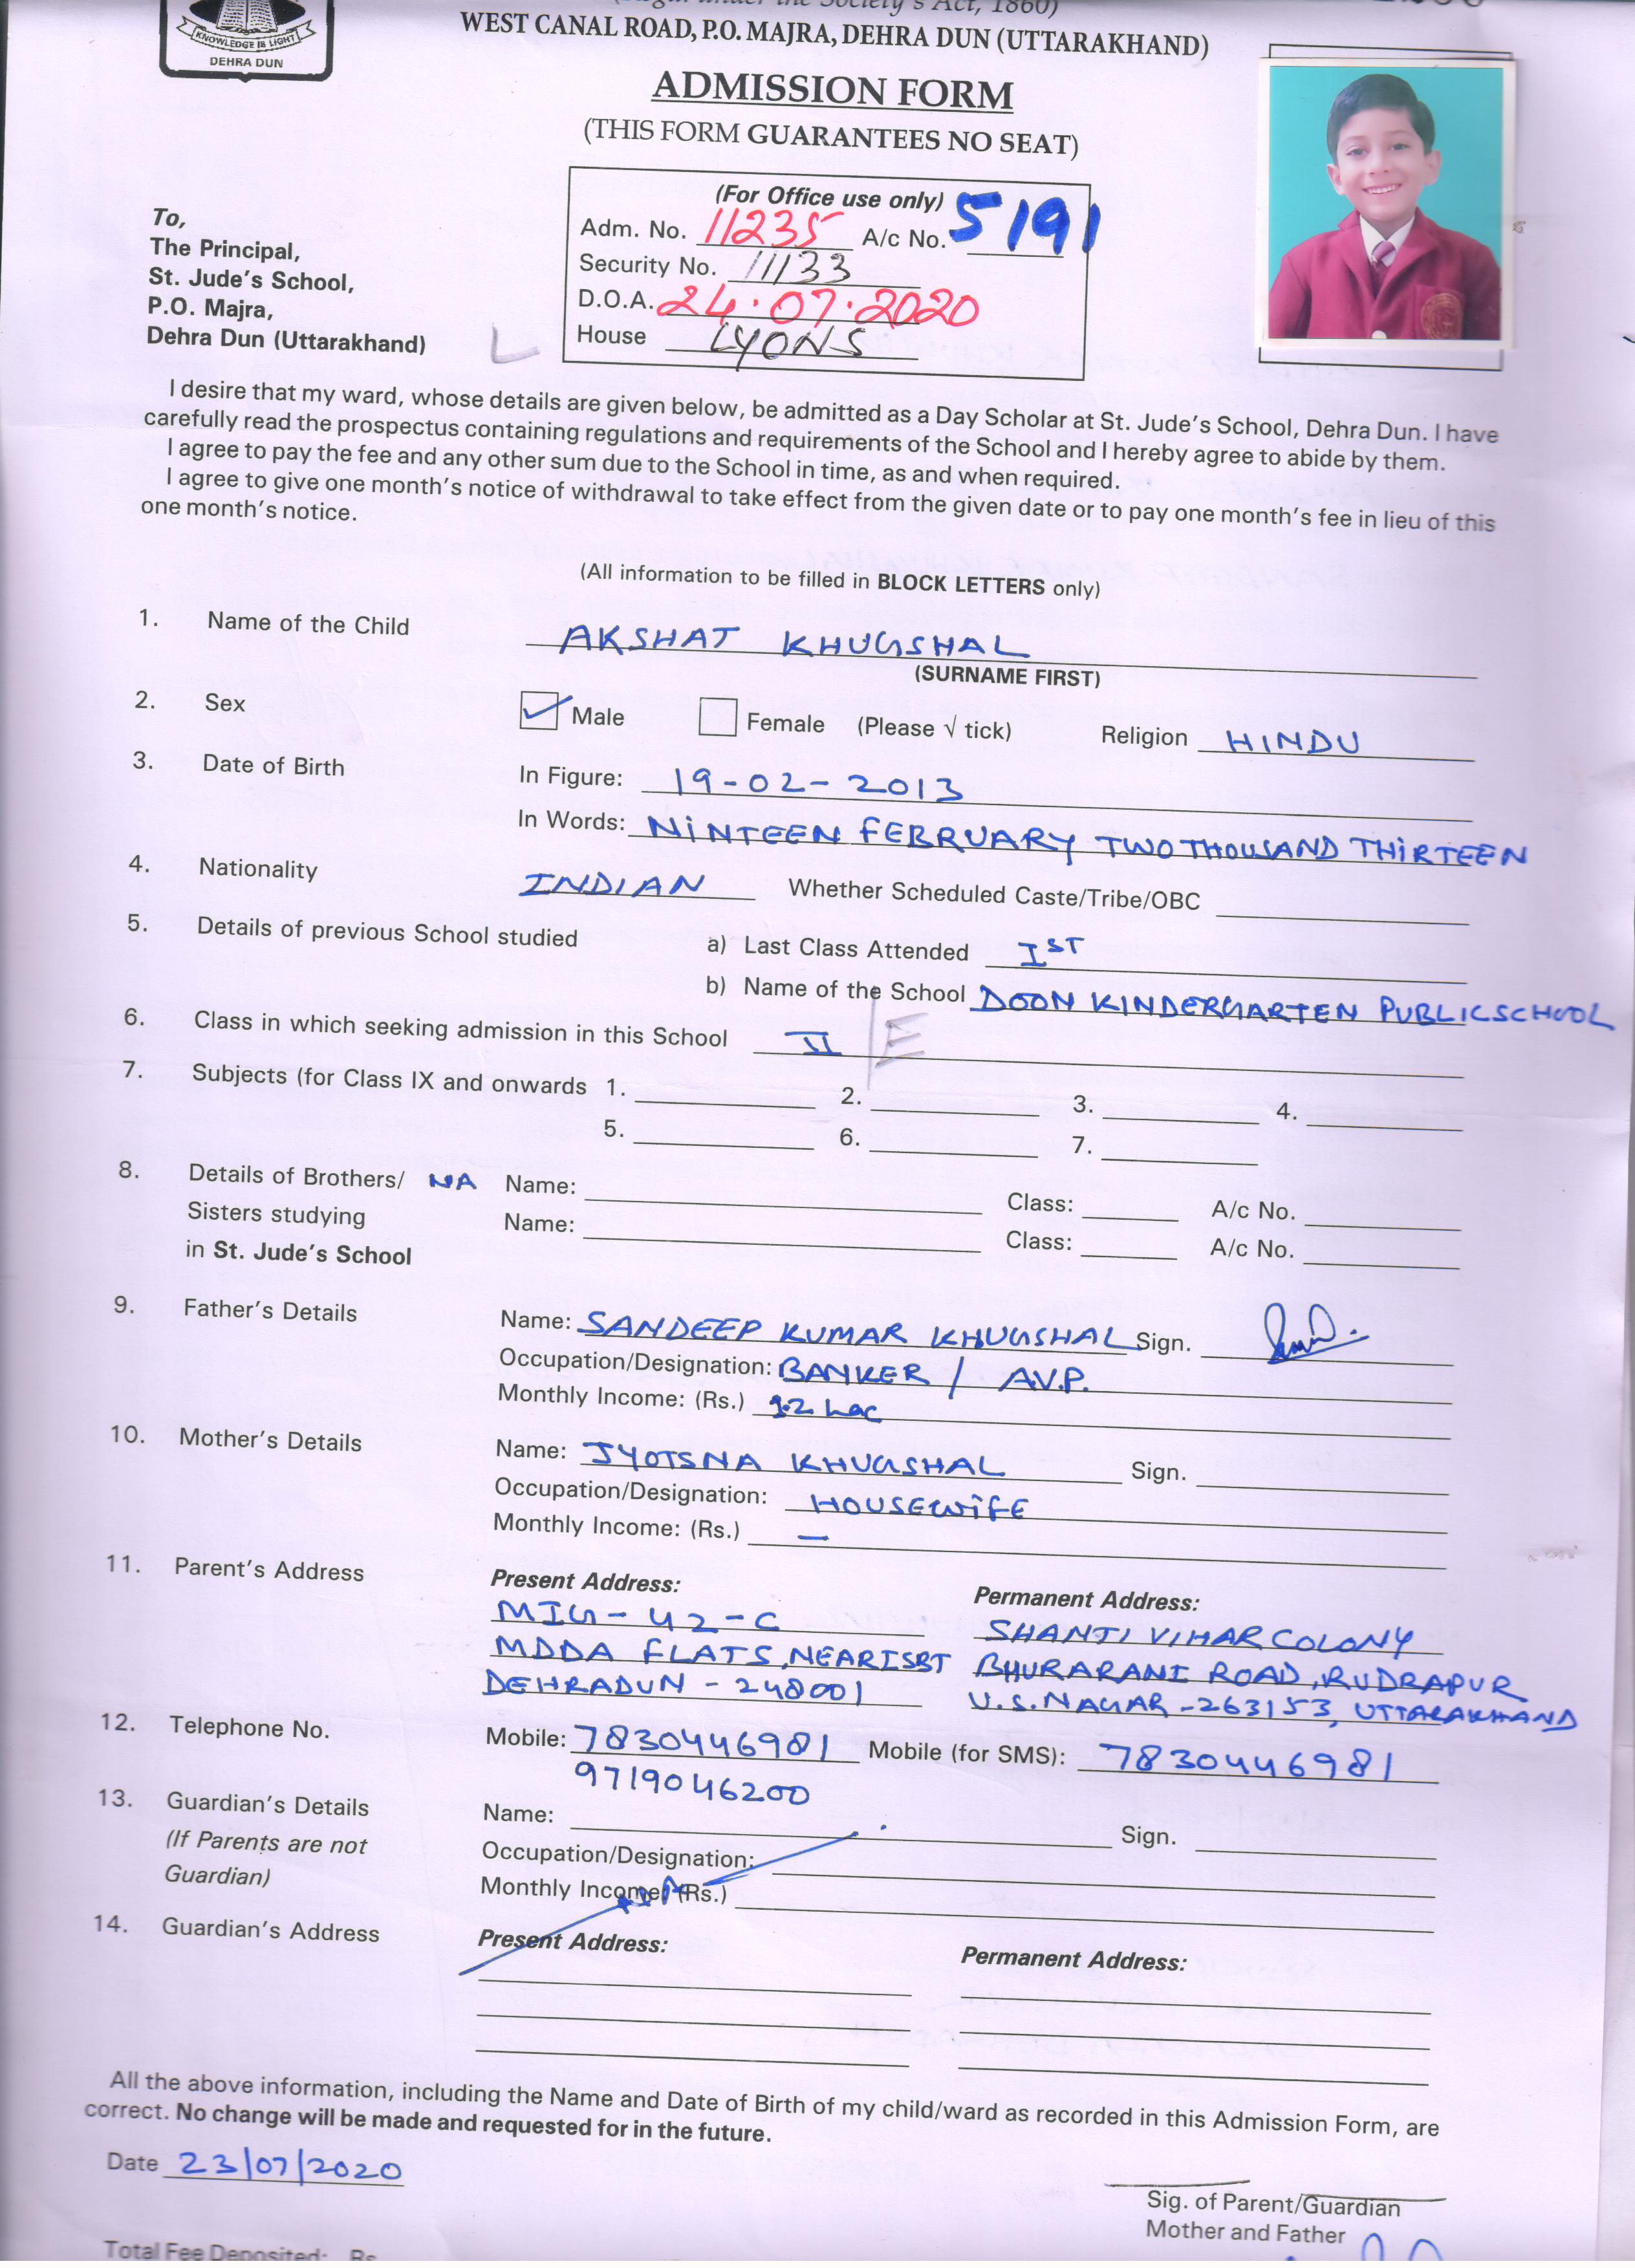 KNOWLEDGE IS LIGHT
DEHRA DUN
under the Society's Act, 1860)
WEST CANAL ROAD, P.O. MAJRA, DEHRA DUN (UTTARAKHAND)
ADMISSION FORM
(THIS FORM GUARANTEES NO SEAT)
(For Office use only)
Adm. No. 11235 A/c No. 5191
Security No. 11133
D.O.A. 24.07.2020
House LYONS
To,
The Principal,
St. Jude's School,
P.O. Majra,
Dehra Dun (Uttarakhand)
L
I desire that my ward, whose details are given below, be admitted as a Day Scholar at St. Jude's School, Dehra Dun. I have
carefully read the prospectus containing regulations and requirements of the School and I hereby agree to abide by them.
I agree to pay the fee and any other sum due to the School in time, as and when required.
I agree to give one month's notice of withdrawal to take effect from the given date or to pay one month's fee in lieu of this
one month's notice.
(All information to be filled in BLOCK LETTERS only)
1. Name of the Child AKSHAT KHUGSHAL
(SURNAME FIRST)
2. Sex Male Female (Please √ tick) Religion HINDU
3. Date of Birth In Figure: 19-02-2013
In Words: NINTEEN FEBRUARY TWO THOUSAND THIRTEEN
4. Nationality INDIAN Whether Scheduled Caste/Tribe/OBC
5. Details of previous School studied a) Last Class Attended IST
b) Name of the School DOON KINDERGARTEN PUBLIC SCHOOL
6. Class in which seeking admission in this School II E
7. Subjects (for Class IX and onwards 1. 2. 3. 4.
5. 6. 7.
8. Details of Brothers/ NA Name: Class: A/c No.
Sisters studying Name: Class: A/c No.
in St. Jude's School
9. Father's Details Name: SANDEEP KUMAR KHUGSHAL Sign.
Occupation/Designation: BANKER / A.V.P.
Monthly Income: (Rs.) Lac
10. Mother's Details Name: JYOTSNA KHUGSHAL Sign.
Occupation/Designation: HOUSEWIFE
Monthly Income: (Rs.) —
11. Parent's Address Present Address: Permanent Address:
MIG-42-C SHANTI VIHAR COLONY
MDDA FLATS, NEAR ISBT BHURARANI ROAD, RUDRAPUR
DEHRADUN - 248001 U.S. NAGAR - 263153, UTTARAKHAND
12. Telephone No. Mobile: 7830446981 Mobile (for SMS): 7830446981
9719046200
13. Guardian's Details Name: Sign.
(If Parents are not Occupation/Designation:
Guardian) Monthly Income: (Rs.)
14. Guardian's Address Present Address: Permanent Address:
All the above information, including the Name and Date of Birth of my child/ward as recorded in this Admission Form, are
correct. No change will be made and requested for in the future.
Date 23/07/2020
Sig. of Parent/Guardian
Mother and Father
Total Fee Deposited: Rs